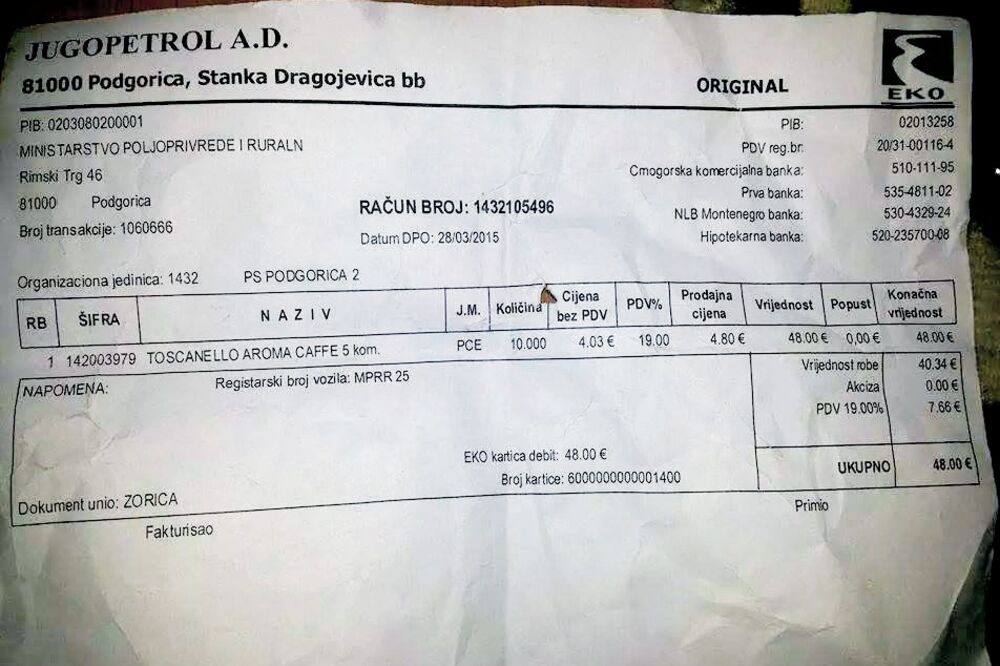 JUGOPETROL A.D.
81000 Podgorica, Stanka Dragojevica bb
ORIGINAL
EKO
PIB: 0203080200001
MINISTARSTVO POLJOPRIVREDE I RURALN
Rimski Trg 46
81000 Podgorica
Broj transakcije: 1060666
RAČUN BROJ: 1432105496
Datum DPO: 28/03/2015
PIB: 02013258
PDV reg.br: 20/31-00116-4
Crnogorska komercijalna banka: 510-111-95
Prva banka: 535-4811-02
NLB Montenegro banka: 530-4329-24
Hipotekarna banka: 520-235700-08
Organizaciona jedinica: 1432 PS PODGORICA 2
RB ŠIFRA NAZIV J.M. Količina Cijena bez PDV PDV% Prodajna cijena Vrijednost Popust Konačna vrijednost
1 142003979 TOSCANELLO AROMA CAFFE 5 kom. PCE 10.000 4.03 € 19.00 4.80 € 48.00 € 0,00 € 48.00 €
NAPOMENA: Registarski broj vozila: MPRR 25
Vrijednost robe 40.34 €
Akciza 0.00 €
PDV 19.00% 7.66 €
EKO kartica debit: 48.00 €
Broj kartice: 6000000000001400
UKUPNO 48.00 €
Dokument unio: ZORICA
Fakturisao
Primio